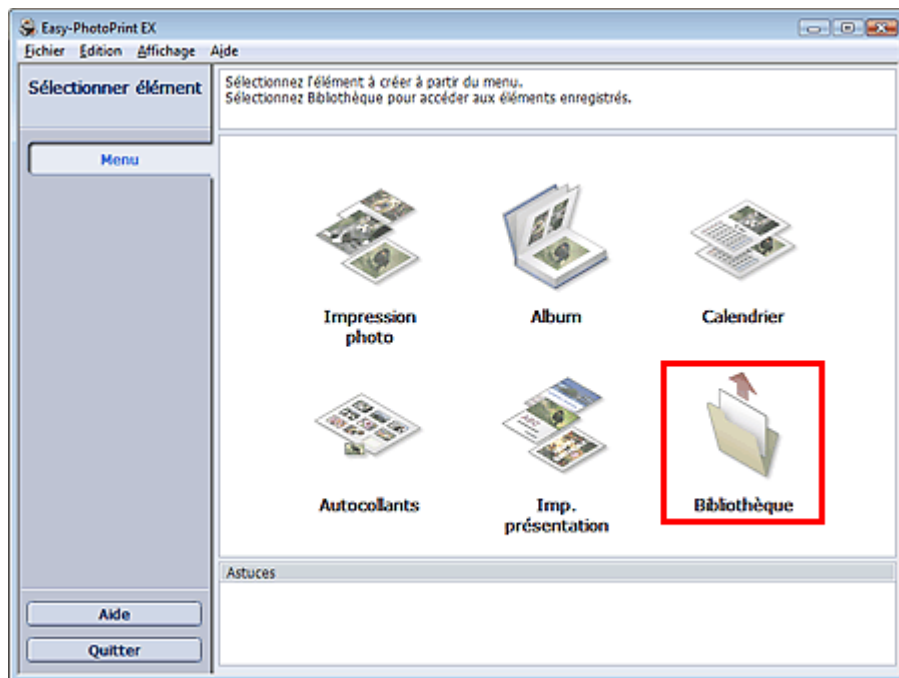 Easy-PhotoPrint EX
Fichier Édition Affichage Aide
Sélectionner élément
Sélectionnez l'élément à créer à partir du menu.
Sélectionnez Bibliothèque pour accéder aux éléments enregistrés.
Menu
Impression
photo
Album
Calendrier
Autocollants
Imp.
présentation
Bibliothèque
Astuces
Aide
Quitter